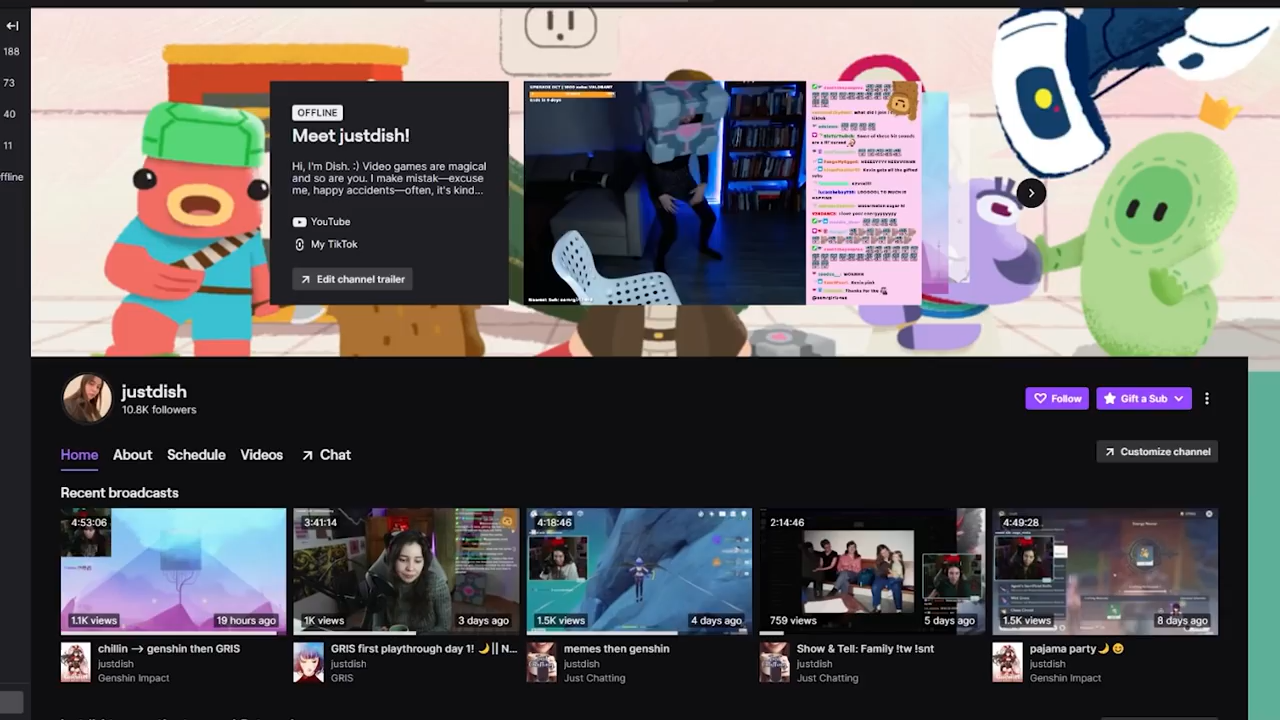 188
73
40
11
ffline
OFFLINE
Meet justdish!
Hi, I'm ash. :) Video games are magical
and so are you. I make mistak—excuse
me, happy accidents—often, it's kind...
YouTube
My TikTok
Edit channel trailer
justdish
10.8K followers
Follow
Gift a Sub
Home
About
Schedule
Videos
Chat
Customize channel
Recent broadcasts
4:53:06
1.1K views
19 hours ago
chillin --> genshin then GRIS
justdish
Genshin Impact
3:41:14
1K views
3 days ago
GRIS first playthrough day 1! 🌙 || N...
justdish
GRIS
4:18:46
1.5K views
4 days ago
memes then genshin
justdish
Just Chatting
2:14:46
759 views
5 days ago
Show & Tell: Family !tw !snt
justdish
Just Chatting
4:49:28
1.5K views
8 days ago
pajama party 🌙 😊
justdish
Genshin Impact